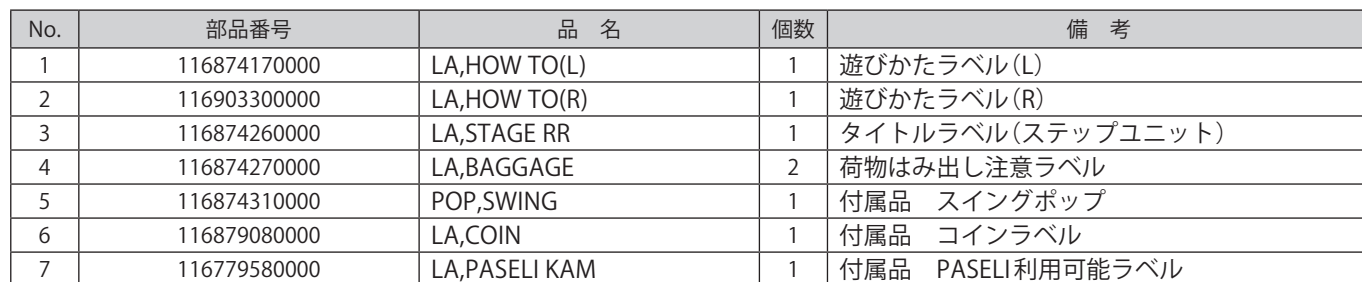 No. 部品番号 品　名 個数 備　考
1 116874170000 LA,HOW TO(L) 1 遊びかたラベル（L）
2 116903300000 LA,HOW TO(R) 1 遊びかたラベル（R）
3 116874260000 LA,STAGE RR 1 タイトルラベル（ステップユニット）
4 116874270000 LA,BAGGAGE 2 荷物はみ出し注意ラベル
5 116874310000 POP,SWING 1 付属品　スイングポップ
6 116879080000 LA,COIN 1 付属品　コインラベル
7 116779580000 LA,PASELI KAM 1 付属品　PASELI利用可能ラベル